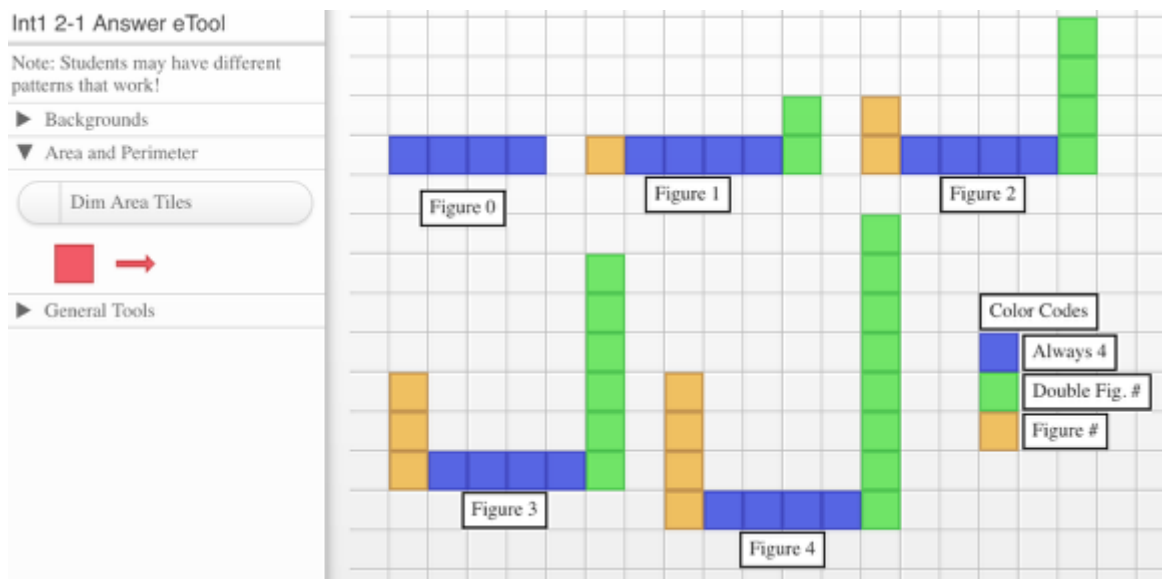 Int1 2-1 Answer eTool
Note: Students may have different
patterns that work!
Backgrounds
Area and Perimeter
Dim Area Tiles
General Tools
Figure 0
Figure 1
Figure 2
Figure 3
Figure 4
Color Codes
Always 4
Double Fig. #
Figure #